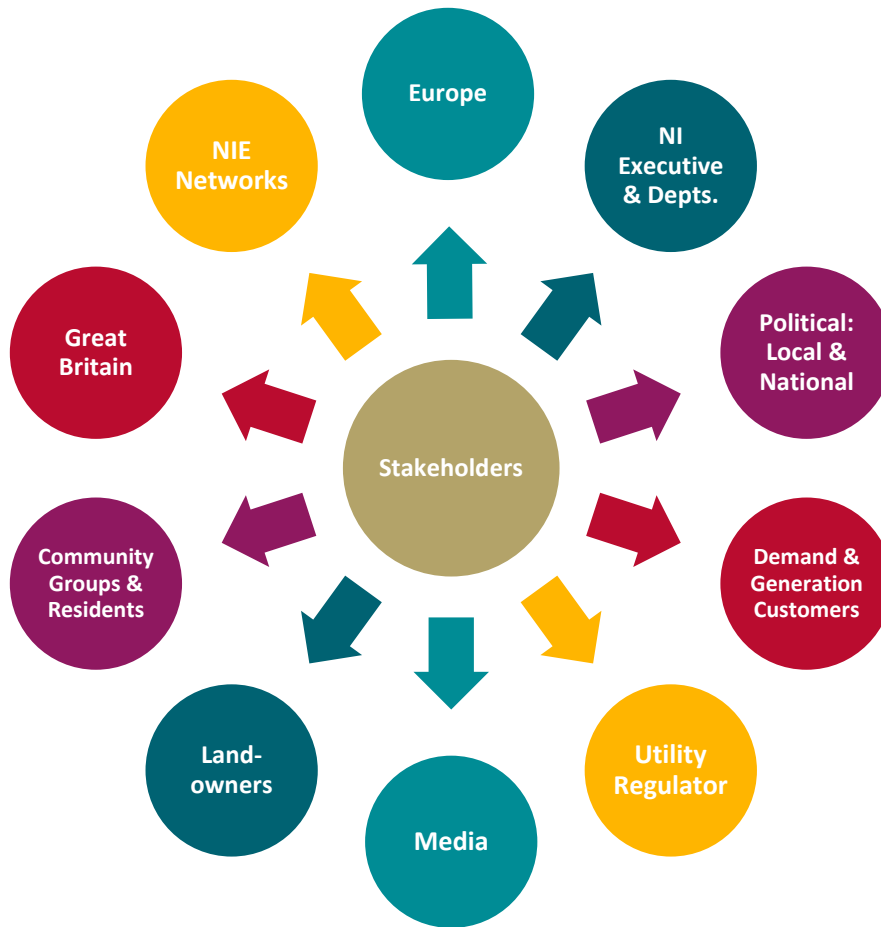 Europe
NI
Executive
& Depts.
Political:
Local &
National
Demand &
Generation
Customers
Utility
Regulator
Media
Land-
owners
Community
Groups &
Residents
Great
Britain
NIE
Networks
Stakeholders